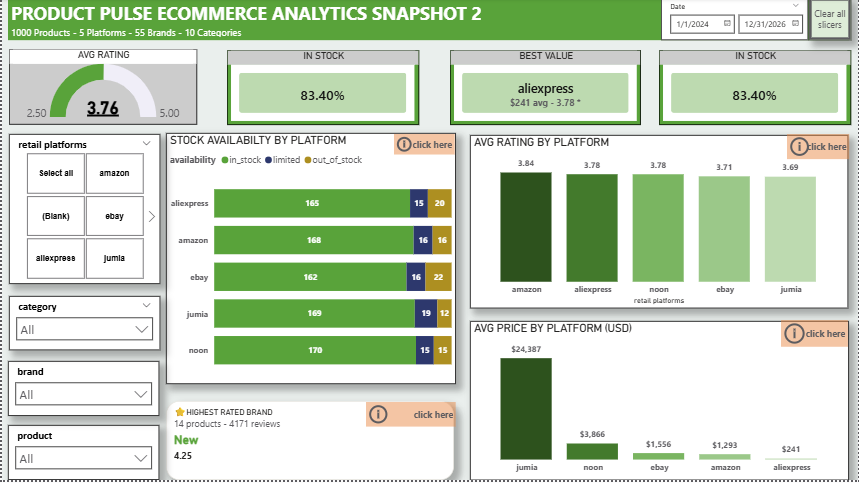 PRODUCT PULSE ECOMMERCE ANALYTICS SNAPSHOT 2
1000 Products - 5 Platforms - 55 Brands - 10 Categories
Date
1/1/2024
12/31/2026
Clear all
slicers
AVG RATING
2.50
3.76
5.00
IN STOCK
83.40%
BEST VALUE
aliexpress
$241 avg - 3.78 *
IN STOCK
83.40%
retail platforms
Select all
amazon
(Blank)
ebay
aliexpress
jumia
category
All
brand
All
product
All
STOCK AVAILABILTY BY PLATFORM
click here
availability
in_stock
limited
out_of_stock
aliexpress
165
15
20
amazon
168
16
16
ebay
162
16
22
jumia
169
19
12
noon
170
15
15
HIGHEST RATED BRAND
click here
14 products - 4171 reviews
New
4.25
AVG RATING BY PLATFORM
click here
3.84
3.78
3.78
3.71
3.69
amazon
aliexpress
noon
ebay
jumia
retail platforms
AVG PRICE BY PLATFORM (USD)
click here
$24,387
$3,866
$1,556
$1,293
$241
jumia
noon
ebay
amazon
aliexpress